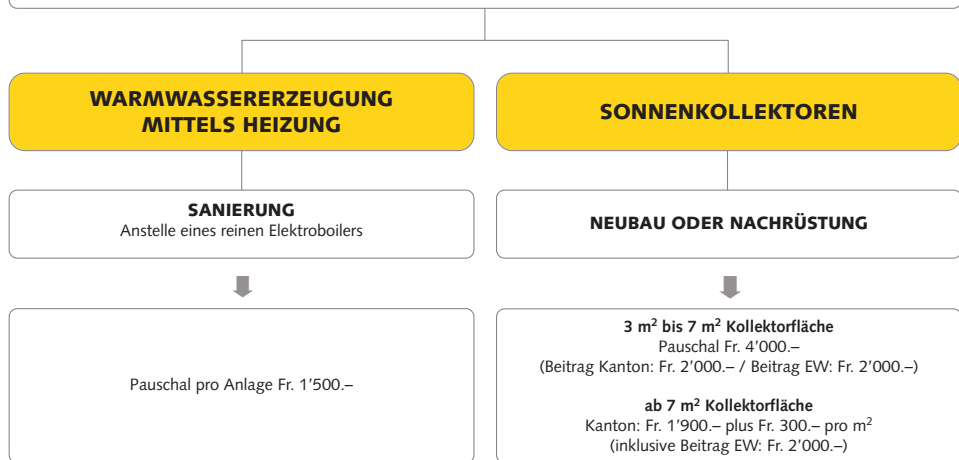 WARMWASSERERZEUGUNG
MITTELS HEIZUNG
SANIERUNG
Anstelle eines reinen Elektroboilers
Pauschal pro Anlage Fr. 1’500.–
SONNENKOLLEKTOREN
NEUBAU ODER NACHRÜSTUNG
3 m² bis 7 m² Kollektorfläche
Pauschal Fr. 4’000.–
(Beitrag Kanton: Fr. 2’000.– / Beitrag EW: Fr. 2’000.–)
ab 7 m² Kollektorfläche
Kanton: Fr. 1’900.– plus Fr. 300.– pro m²
(inklusive Beitrag EW: Fr. 2’000.–)